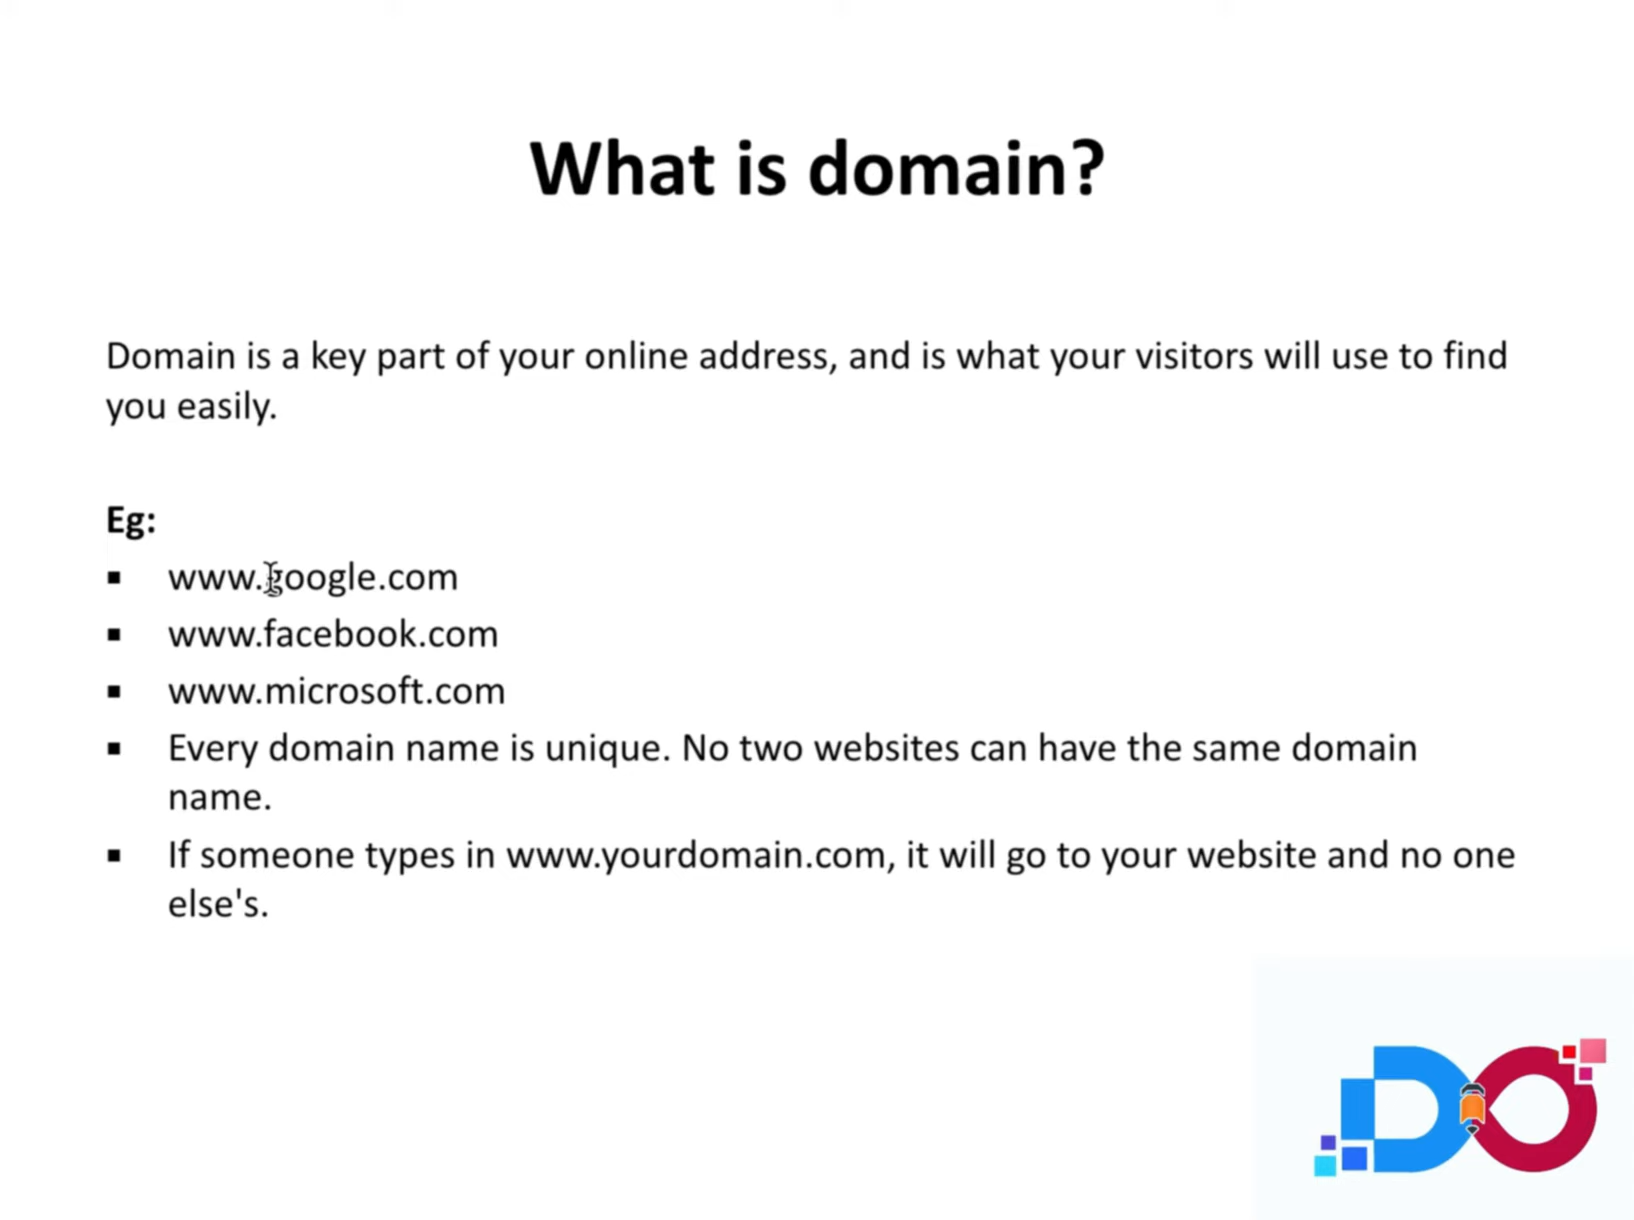 What is domain?
Domain is a key part of your online address, and is what your visitors will use to find
you easily.
Eg:
▪ www.google.com
▪ www.facebook.com
▪ www.microsoft.com
▪ Every domain name is unique. No two websites can have the same domain
name.
▪ If someone types in www.yourdomain.com, it will go to your website and no one
else's.
DO